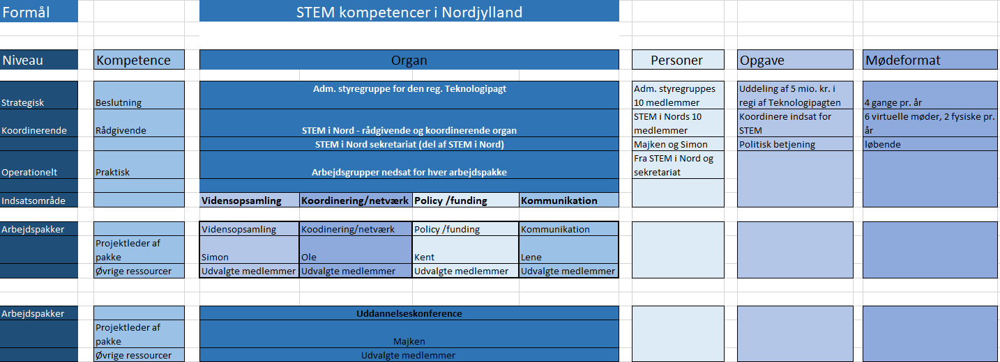 Formål
STEM kompetencer i Nordjylland
Niveau
Kompetence
Organ
Personer
Opgave
Mødeformat
Strategisk
Beslutning
Adm. styregruppe for den reg. Teknologipagt
Adm. styregruppes
10 medlemmer
Uddeling af 5 mio. kr. i
regi af Teknologipagten
4 gange pr. år
Koordinerende
Rådgivende
STEM i Nord - rådgivende og koordinerende organ
STEM i Nords 10
medlemmer
Koordinere indsat for
STEM
6 virtuelle møder, 2 fysiske pr.
år
STEM i Nord sekretariat (del af STEM i Nord)
Majken og Simon
Politisk betjening
løbende
Operationelt
Praktisk
Arbejdsgrupper nedsat for hver arbejdspakke
Fra STEM i Nord og
sekretariat
Indsatsområde
Vidensopsamling
Koordinering/netværk
Policy /funding
Kommunikation
Arbejdspakker
Vidensopsamling
Koodinering/netværk
Policy /funding
Kommunikation
Projektleder af
pakke
Simon
Ole
Kent
Lene
Øvrige ressourcer
Udvalgte medlemmer
Udvalgte medlemmer
Udvalgte medlemmer
Udvalgte medlemmer
Arbejdspakker
Uddannelseskonference
Projektleder af
pakke
Majken
Øvrige ressourcer
Udvalgte medlemmer